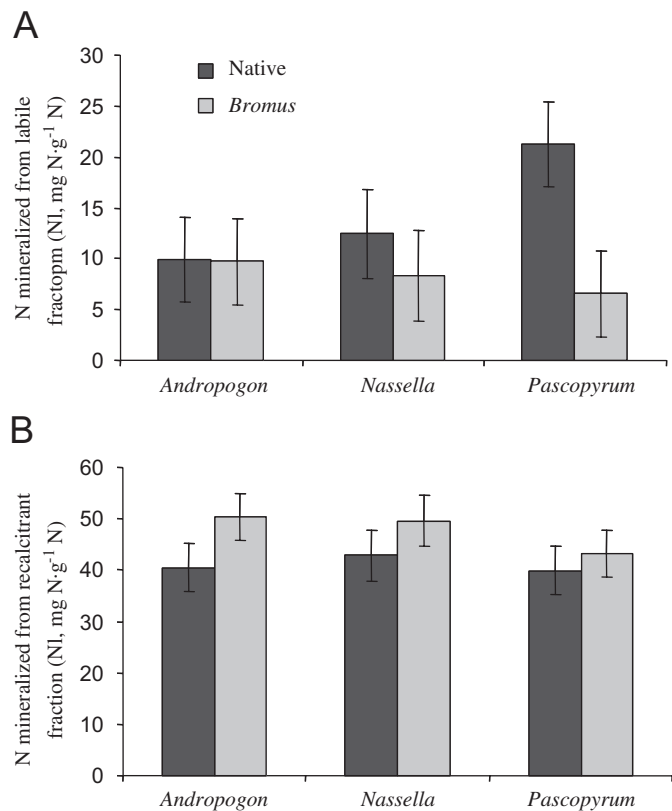 A
N mineralized from labile
fractopm (Nl, mg N·g⁻¹ N)
30
25
20
15
10
5
0
Native
Bromus
Andropogon Nassella Pascopyrum
B
N mineralized from recalcitrant
fraction (Nl, mg N·g⁻¹ N)
60
50
40
30
20
10
0
Andropogon Nassella Pascopyrum